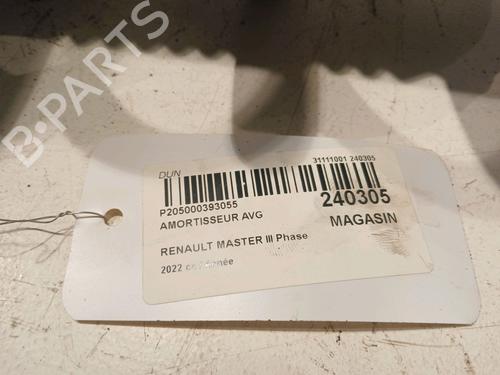 B-PARTS
DUN
31111001 240305
P205000393055
240305
AMORTISSEUR AVG
MAGASIN
RENAULT MASTER III Phase
2022